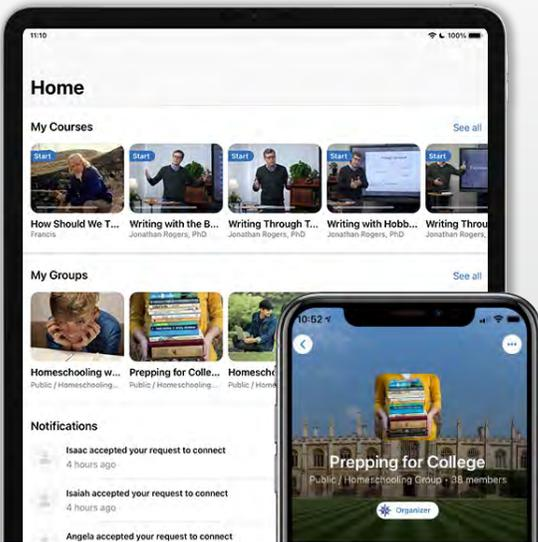 11:10
100%
Home
My Courses
See all
Start
Start
Start
Start
Start
How Should We T...
Writing with the B...
Writing Through T...
Writing with Hobb...
Writing Throu
Francis
Jonathan Rogers, PhD
Jonathan Rogers, PhD
Jonathan Rogers, PhD
Jonathan Rogers,
My Groups
See all
Homeschooling w...
Prepping for Colle...
Homesch
Public / Homeschooling...
Public / Homeschooling...
Public / Home
Notifications
Isaac accepted your request to connect
4 hours ago
Isaiah accepted your request to connect
4 hours ago
Angela accepted your request to connect
10:52
Prepping for College
Public / Homeschooling Group • 38 members
Organizer